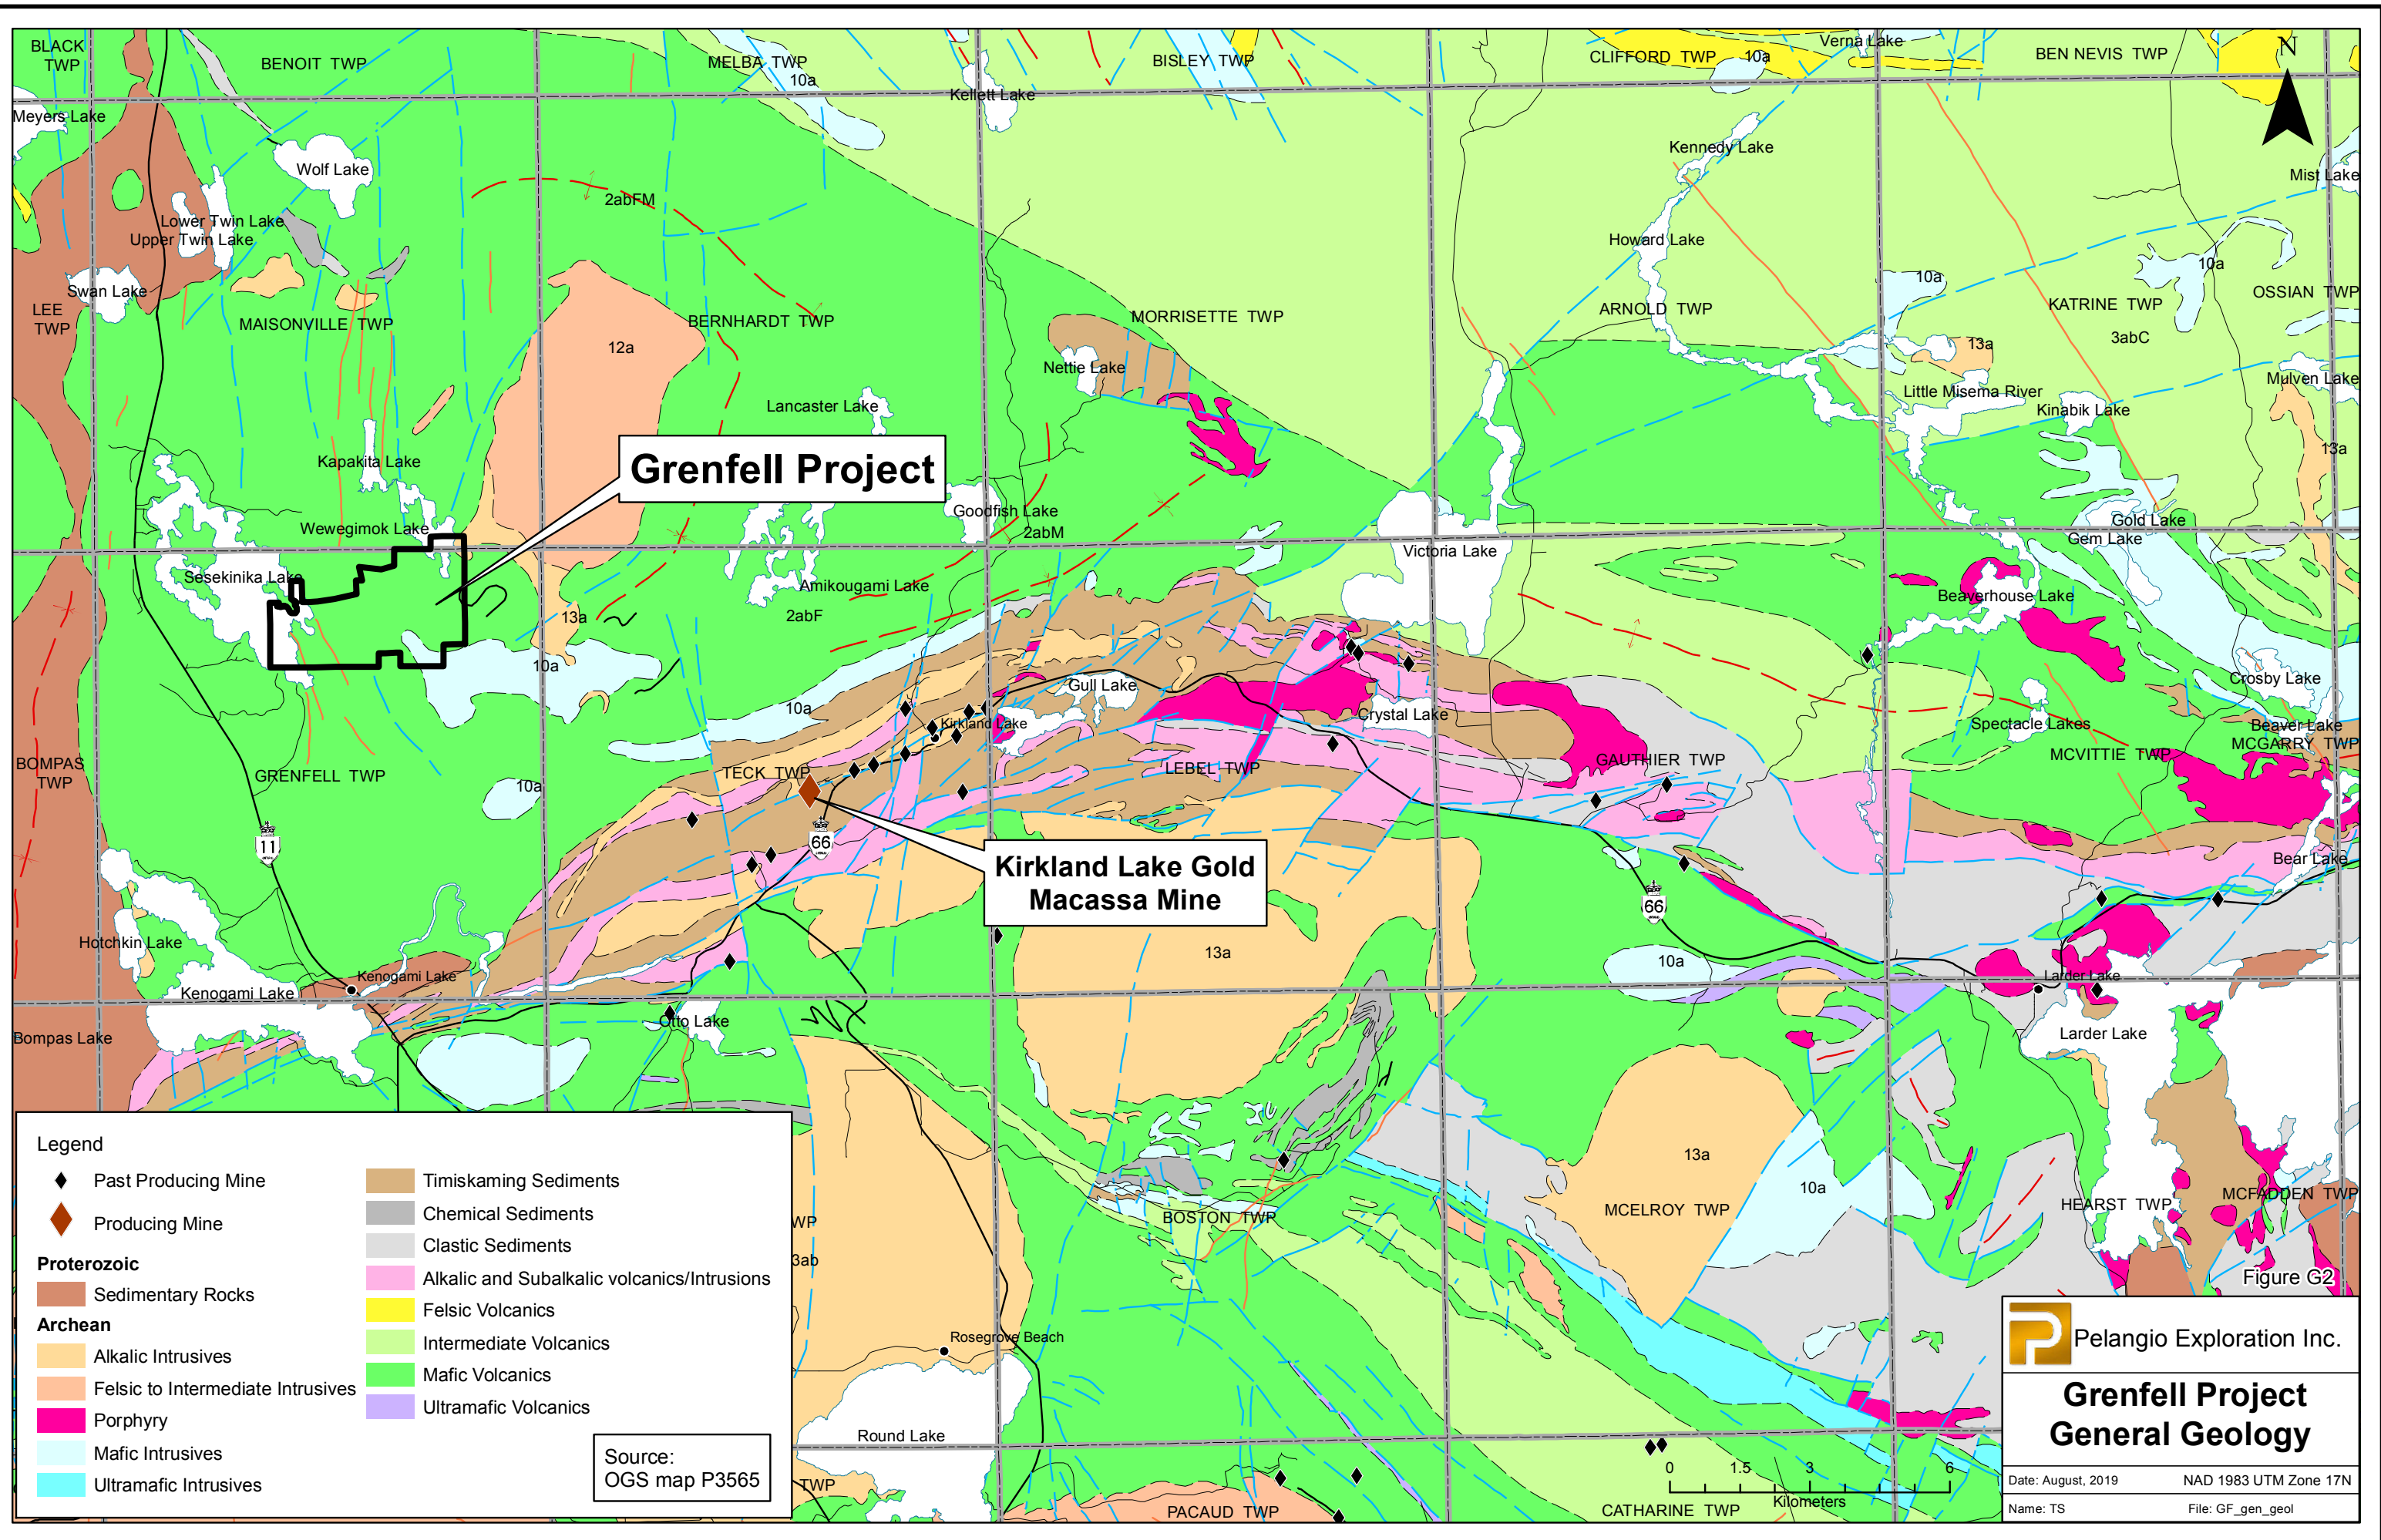 BLACK
TWP
BENOIT TWP
MELBA TWP
10a
BISLEY TWP
CLIFFORD TWP
10a
Verna Lake
BEN NEVIS TWP
N
Meyers Lake
Kellett Lake
Wolf Lake
Kennedy Lake
Mist Lake
2abFM
Lower Twin Lake
Upper Twin Lake
Howard Lake
10a
10a
Swan Lake
LEE
TWP
MAISONVILLE TWP
BERNHARDT TWP
MORRISETTE TWP
ARNOLD TWP
KATRINE TWP
OSSIAN TWP
3abC
12a
13a
Nettie Lake
Mulven Lake
Little Misema River
Kinabik Lake
Lancaster Lake
13a
Kapakita Lake
Grenfell Project
Goodfish Lake
2abM
Wewegimok Lake
Gold Lake
Gem Lake
Victoria Lake
Sesekinika Lake
Amikougami Lake
2abF
13a
Beaverhouse Lake
10a
10a
Gull Lake
Kirkland Lake
Crystal Lake
Crosby Lake
Spectacle Lakes
Beaver Lake
MCGARRY TWP
BOMPAS
TWP
GRENFELL TWP
10a
TECK TWP
LEBEL TWP
GAUTHIER TWP
MCVITTIE TWP
11
66
Kirkland Lake Gold
Macassa Mine
Bear Lake
66
Hotchkin Lake
13a
10a
Kenogami Lake
Kenogami Lake
Larder Lake
Bompas Lake
Otto Lake
Larder Lake
13a
10a
BOSTON TWP
MCELROY TWP
HEARST TWP
MCFADDEN TWP
WP
3ab
Rosegrove Beach
Round Lake
TWP
PACAUD TWP
CATHARINE TWP
0 1.5 3 6
Kilometers
Legend
Past Producing Mine
Producing Mine
Proterozoic
Sedimentary Rocks
Archean
Alkalic Intrusives
Felsic to Intermediate Intrusives
Porphyry
Mafic Intrusives
Ultramafic Intrusives
Timiskaming Sediments
Chemical Sediments
Clastic Sediments
Alkalic and Subalkalic volcanics/Intrusions
Felsic Volcanics
Intermediate Volcanics
Mafic Volcanics
Ultramafic Volcanics
Source:
OGS map P3565
Figure G2
Pelangio Exploration Inc.
Grenfell Project
General Geology
Date: August, 2019 NAD 1983 UTM Zone 17N
Name: TS File: GF_gen_geol